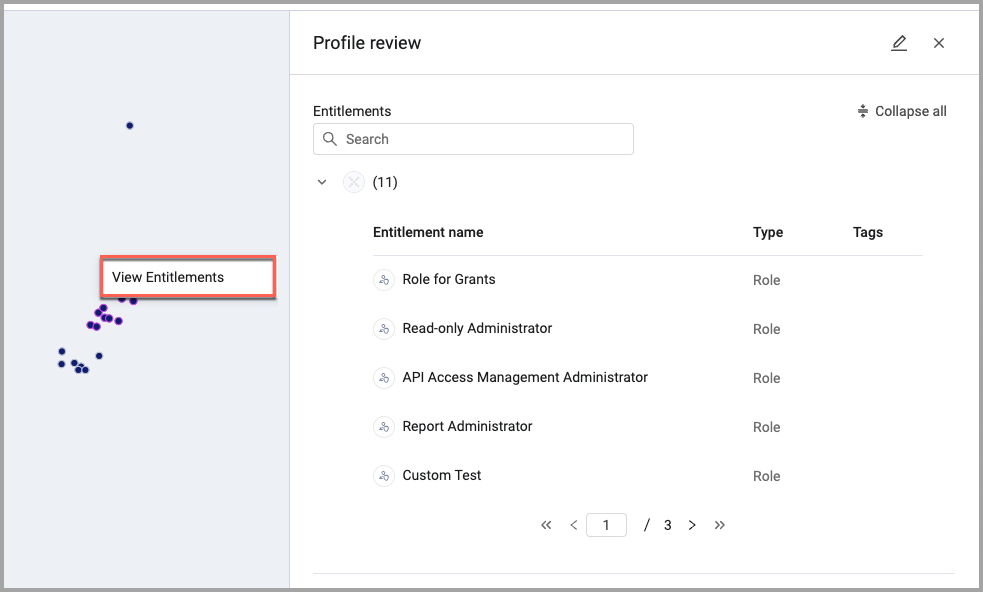 Profile review
Entitlements
Collapse all
Search
(11)
Entitlement name Type Tags
View Entitlements
Role for Grants Role
Read-only Administrator Role
API Access Management Administrator Role
Report Administrator Role
Custom Test Role
1 / 3